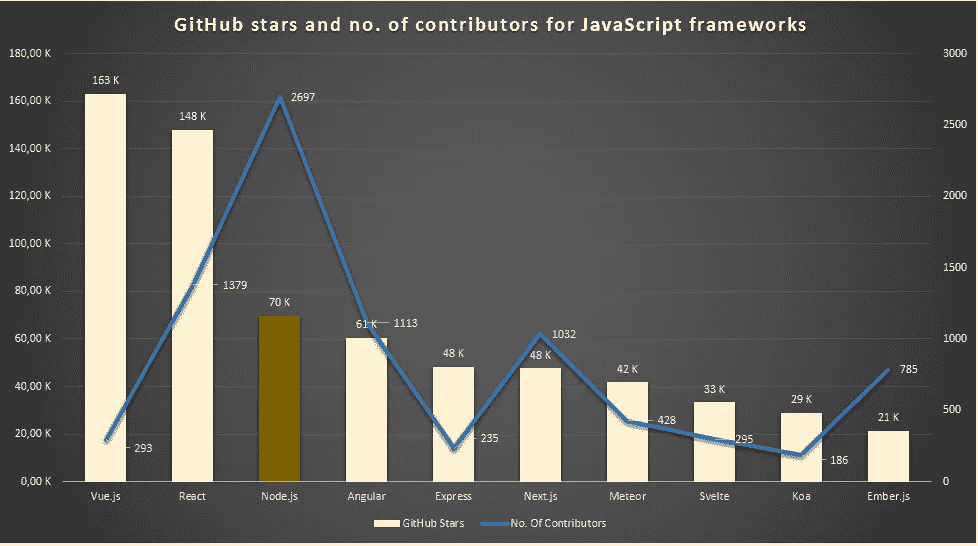 GitHub stars and no. of contributors for JavaScript frameworks
180,00 K
160,00 K
140,00 K
120,00 K
100,00 K
80,00 K
60,00 K
40,00 K
20,00 K
0,00 K
163 K
148 K
70 K
61 K
48 K
48 K
42 K
33 K
29 K
21 K
293
1379
2697
1113
235
1032
428
295
186
785
3000
2500
2000
1500
1000
500
0
Vue.js React Node.js Angular Express Next.js Meteor Svelte Koa Ember.js
GitHub Stars No. Of Contributors